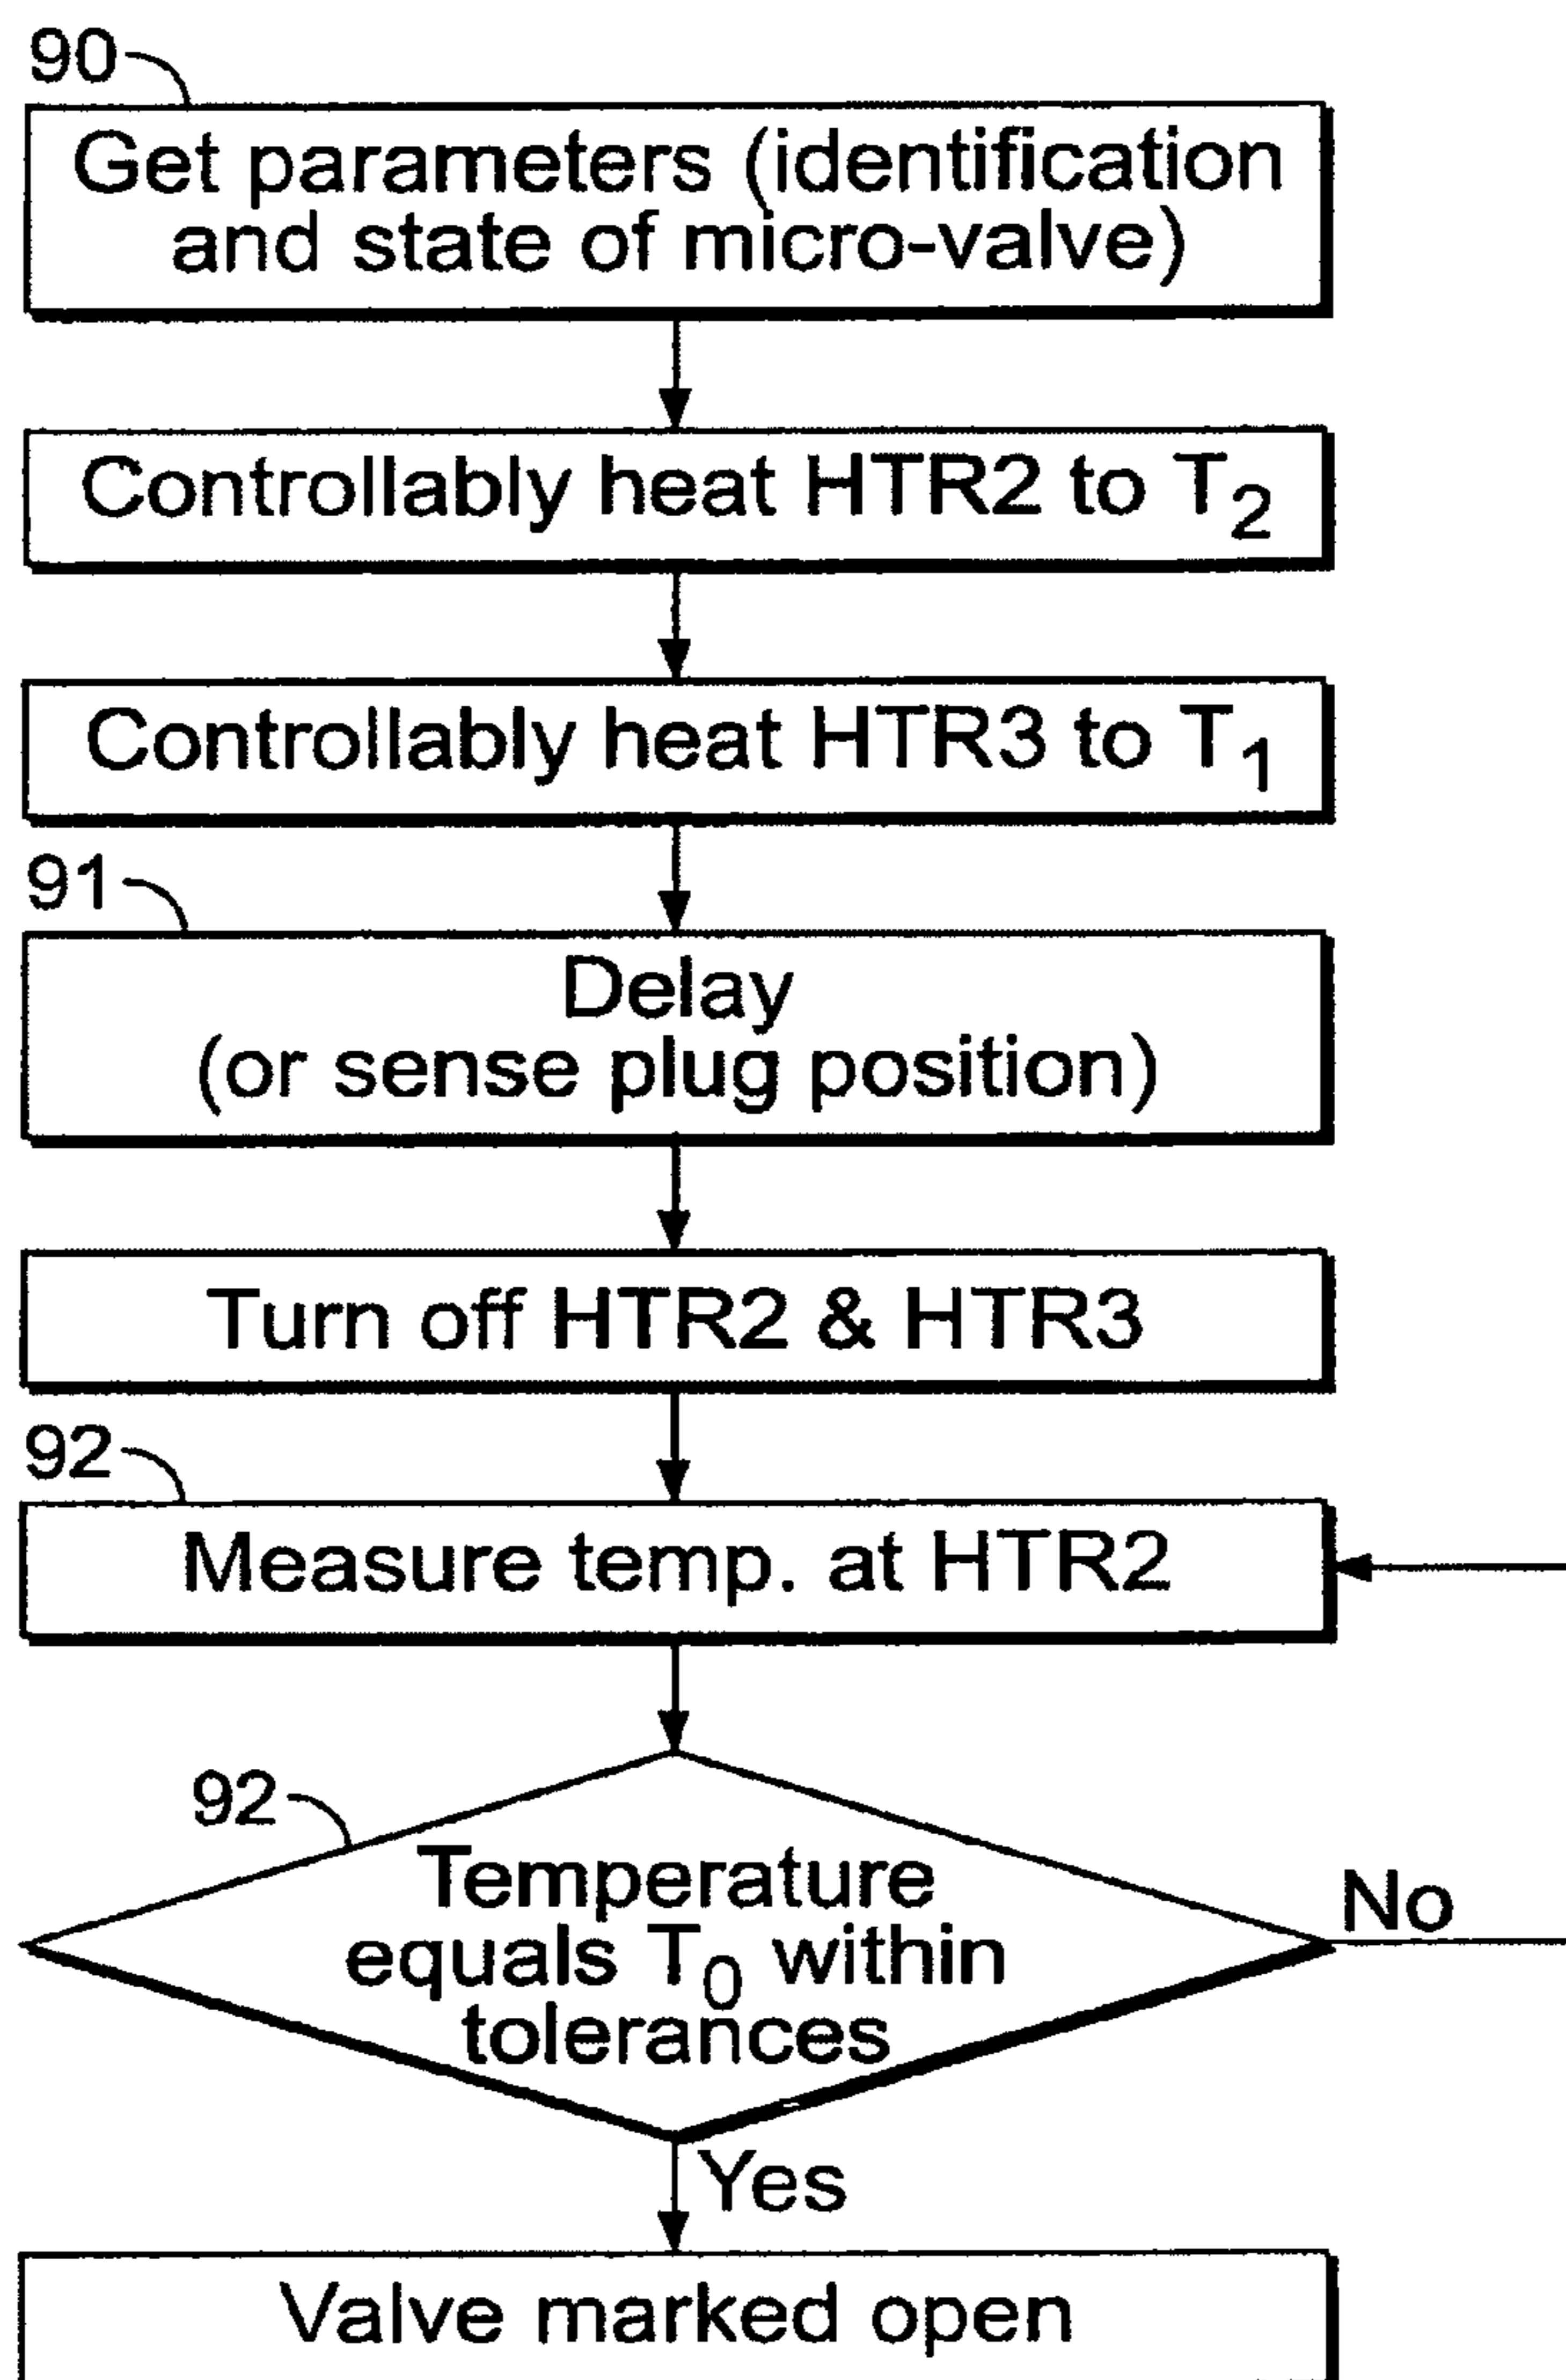 90
Get parameters (identification
and state of micro-valve)
Controllably heat HTR2 to T₂
Controllably heat HTR3 to T₁
91
Delay
(or sense plug position)
Turn off HTR2 & HTR3
92
Measure temp. at HTR2
92
Temperature
equals T₀ within
tolerances
No
Yes
Valve marked open